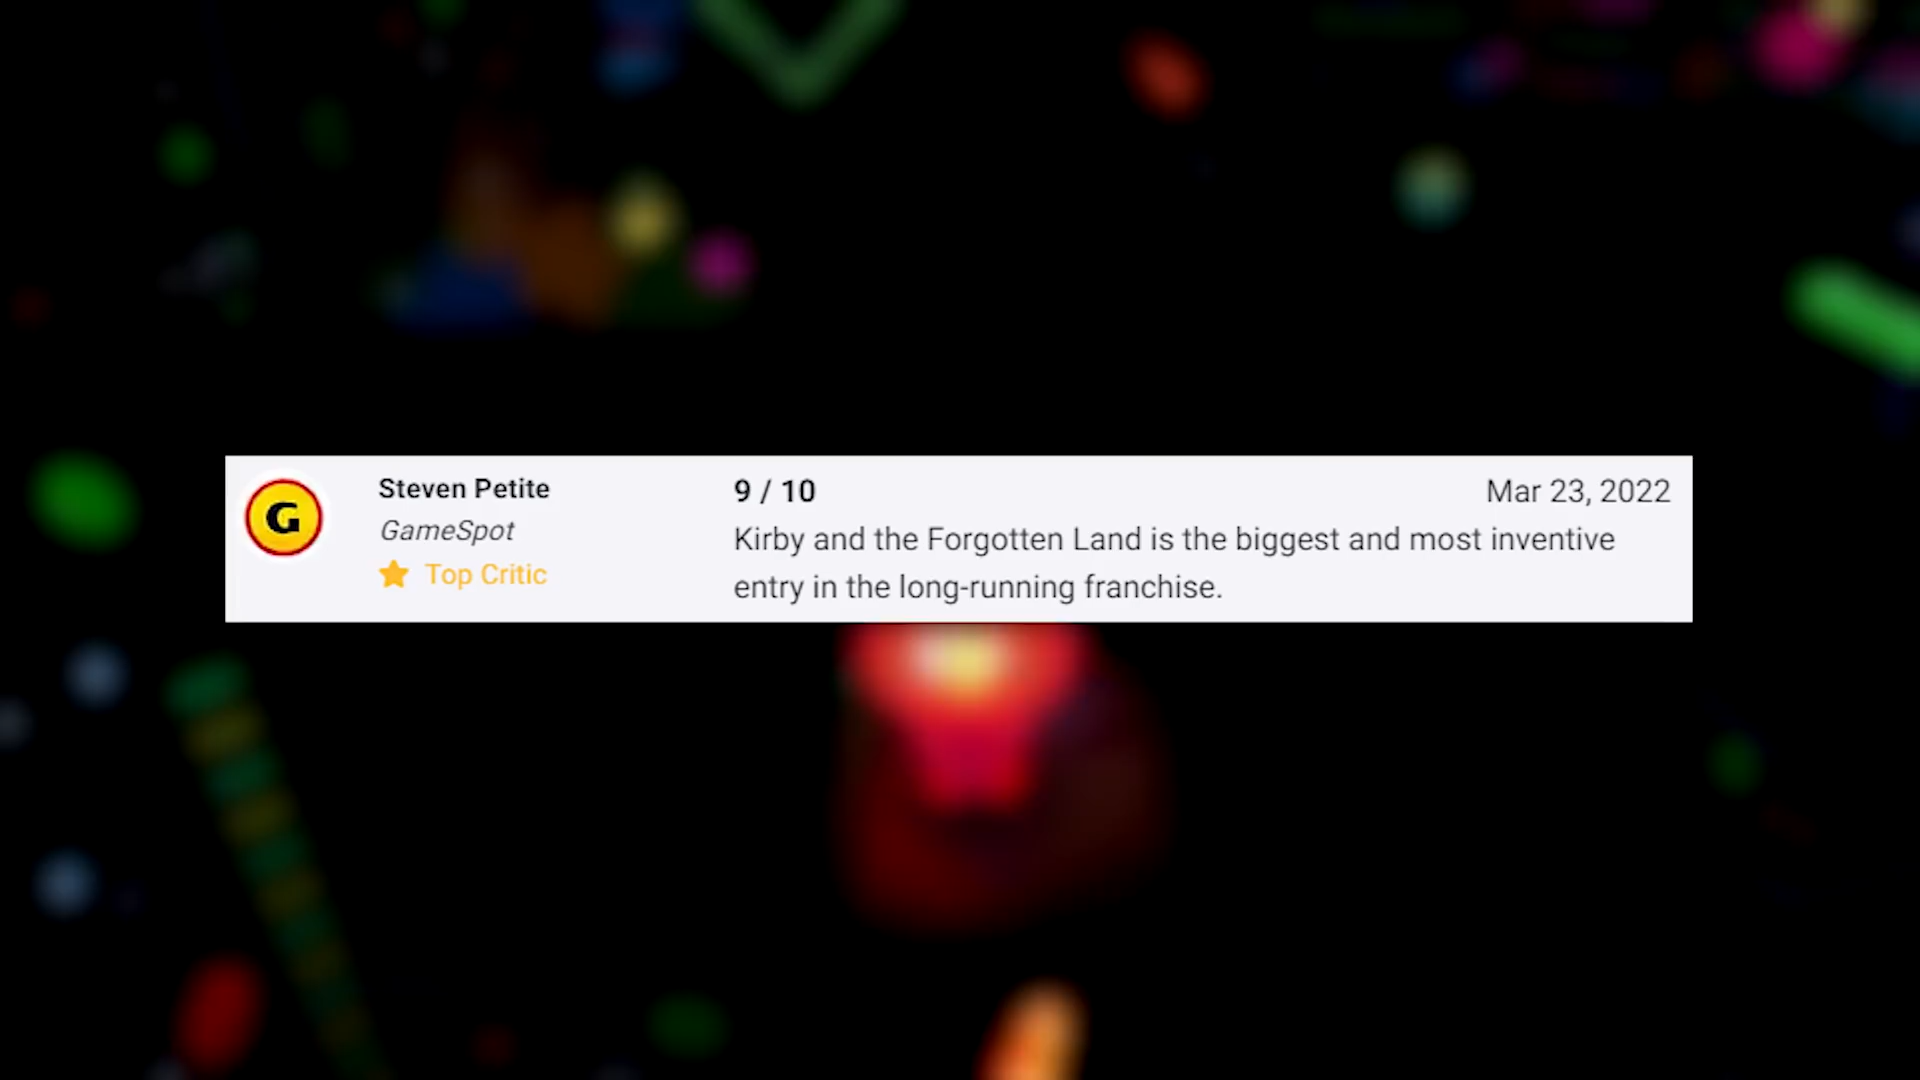 G
Steven Petite
GameSpot
Top Critic
9 / 10
Mar 23, 2022
Kirby and the Forgotten Land is the biggest and most inventive
entry in the long-running franchise.